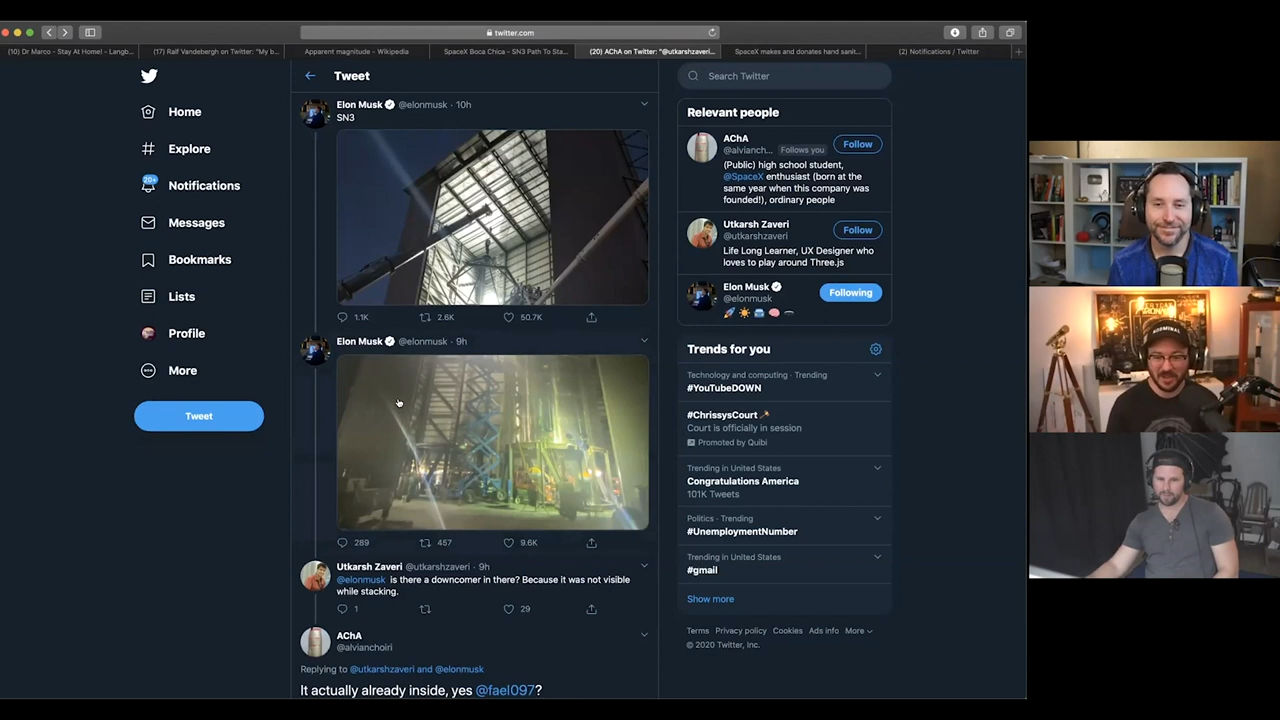 twitter.com
(10) Dr Marco - Stay At Home! - Langb...
(17) Ralf Vandebergh on Twitter: "My b...
Apparent magnitude - Wikipedia
SpaceX Boca Chica - SN3 Path To Sta...
(20) AChA on Twitter: "@utkarshzaveri...
SpaceX makes and donates hand sanit...
(2) Notifications / Twitter
Home
Explore
20+
Notifications
Messages
Bookmarks
Lists
Profile
More
Tweet
Tweet
Elon Musk @elonmusk · 10h
SN3
1.1K 2.6K 50.7K
Elon Musk @elonmusk · 9h
289 457 9.6K
Utkarsh Zaveri @utkarshzaveri · 9h
@elonmusk is there a downcomer in there? Because it was not visible
while stacking.
1 29
AChA
@alvianchoiri
Replying to @utkarshzaveri and @elonmusk
It actually already inside, yes @fael097?
Search Twitter
Relevant people
AChA
@alvianch... Follows you
Follow
(Public) high school student,
@SpaceX enthusiast (born at the
same year when this company was
founded!), ordinary people
Utkarsh Zaveri
@utkarshzaveri
Follow
Life Long Learner, UX Designer who
loves to play around Three.js
Elon Musk
@elonmusk
Following
Trends for you
Technology and computing · Trending
#YouTubeDOWN
#ChrissysCourt
Court is officially in session
Promoted by Quibi
Trending in United States
Congratulations America
101K Tweets
Politics · Trending
#UnemploymentNumber
Trending in United States
#gmail
Show more
Terms Privacy policy Cookies Ads info More
© 2020 Twitter, Inc.